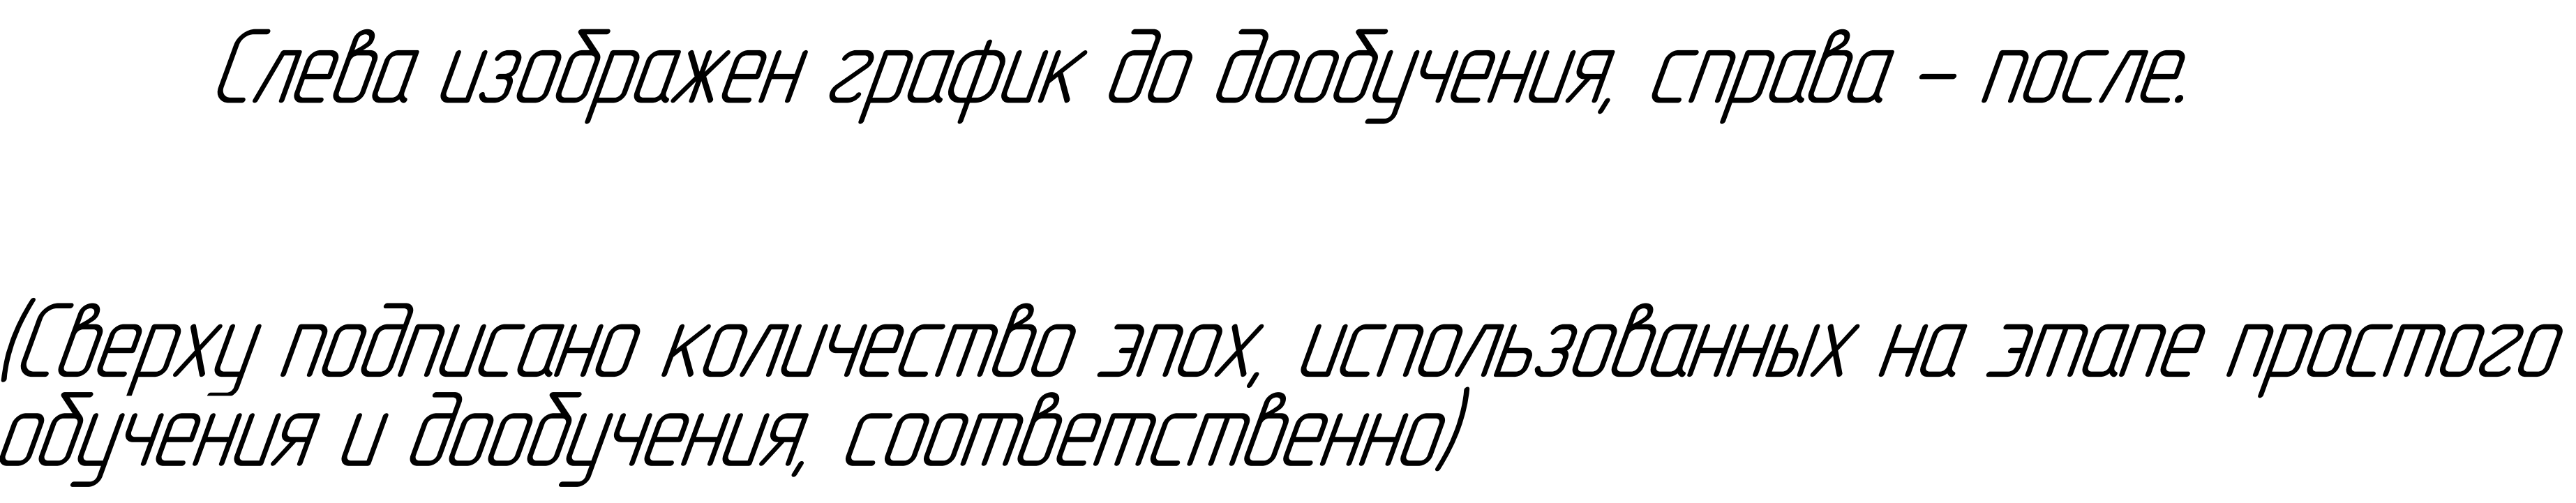 Слева изображен график до дообучения, справа – после.
(Сверху подписано количество эпох, использованных на этапе простого
обучения и дообучения, соответственно)